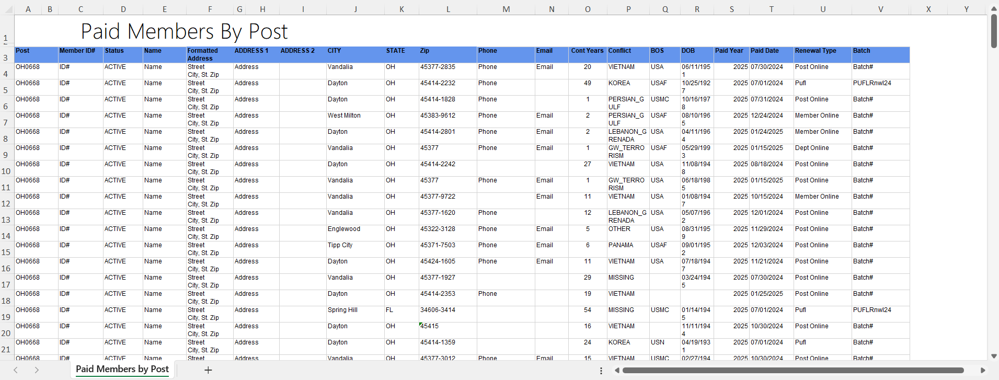 A B C D E F G H I J K L M N O P Q R S T U V X Y
1 Paid Members By Post
3 Post Member ID# Status Name Formatted Address ADDRESS 1 ADDRESS 2 CITY STATE Zip Phone Email Cont Years Conflict BOS DOB Paid Year Paid Date Renewal Type Batch
4 OH0668 ID# ACTIVE Name Street City, St. Zip Address Vandalia OH 45377-2835 Phone Email 20 VIETNAM USA 06/11/1951 2025 07/30/2024 Post Online Batch#
5 OH0668 ID# ACTIVE Name Street City, St. Zip Address Dayton OH 45414-2232 Phone 49 KOREA USAF 10/25/1927 2025 07/01/2024 Pufl PUFLRnwl24
6 OH0668 ID# ACTIVE Name Street City, St. Zip Address Dayton OH 45414-1828 Phone 1 PERSIAN_GULF USMC 10/16/1978 2025 07/31/2024 Post Online Batch#
7 OH0668 ID# ACTIVE Name Street City, St. Zip Address West Milton OH 45383-9612 Phone Email 2 PERSIAN_GULF USAF 08/10/1965 2025 12/24/2024 Member Online Batch#
8 OH0668 ID# ACTIVE Name Street City, St. Zip Address Dayton OH 45414-2801 Phone Email 2 LEBANON_GRENADA USA 04/11/1964 2025 01/24/2025 Member Online Batch#
9 OH0668 ID# ACTIVE Name Street City, St. Zip Address Vandalia OH 45377 Phone Email 1 GW_TERRORISM USAF 05/29/1993 2025 01/15/2025 Dept Online Batch#
10 OH0668 ID# ACTIVE Name Street City, St. Zip Address Dayton OH 45414-2242 27 VIETNAM USA 11/08/1948 2025 08/18/2024 Post Online Batch#
11 OH0668 ID# ACTIVE Name Street City, St. Zip Address Vandalia OH 45377 Phone Email 1 GW_TERRORISM USA 06/18/1985 2025 01/15/2025 Post Online Batch#
12 OH0668 ID# ACTIVE Name Street City, St. Zip Address Vandalia OH 45377-9722 Email 11 VIETNAM USA 01/08/1947 2025 10/15/2024 Member Online Batch#
13 OH0668 ID# ACTIVE Name Street City, St. Zip Address Vandalia OH 45377-1620 Phone 12 LEBANON_GRENADA USA 05/07/1962 2025 12/01/2024 Post Online Batch#
14 OH0668 ID# ACTIVE Name Street City, St. Zip Address Englewood OH 45322-3128 Phone Email 5 OTHER USA 08/31/1959 2025 11/29/2024 Post Online Batch#
15 OH0668 ID# ACTIVE Name Street City, St. Zip Address Tipp City OH 45371-7503 Phone Email 6 PANAMA USAF 09/01/1952 2025 12/03/2024 Post Online Batch#
16 OH0668 ID# ACTIVE Name Street City, St. Zip Address Dayton OH 45424-1605 Phone Email 11 VIETNAM USA 07/18/1947 2025 11/21/2024 Post Online Batch#
17 OH0668 ID# ACTIVE Name Street City, St. Zip Address Vandalia OH 45377-1927 29 MISSING 03/24/1945 2025 07/30/2024 Post Online Batch#
18 OH0668 ID# ACTIVE Name Street City, St. Zip Address Dayton OH 45414-2353 Phone 19 VIETNAM 2025 01/25/2025 Post Online Batch#
19 OH0668 ID# ACTIVE Name Street City, St. Zip Address Spring Hill FL 34606-3414 54 MISSING USMC 01/14/1945 2025 07/01/2024 Pufl PUFLRnwl24
20 OH0668 ID# ACTIVE Name Street City, St. Zip Address Dayton OH 45415 16 VIETNAM 11/11/1944 2025 10/30/2024 Post Online Batch#
21 OH0668 ID# ACTIVE Name Street City, St. Zip Address Dayton OH 45414-1359 24 KOREA USN 04/19/1931 2025 07/01/2024 Pufl Batch#
OH0668 ID# ACTIVE Name Street Address Vandalia OH 45377-3012 Phone Email 15 VIETNAM USMC 02/27/194 2025 10/30/2024 Post Online Batch#
Paid Members by Post